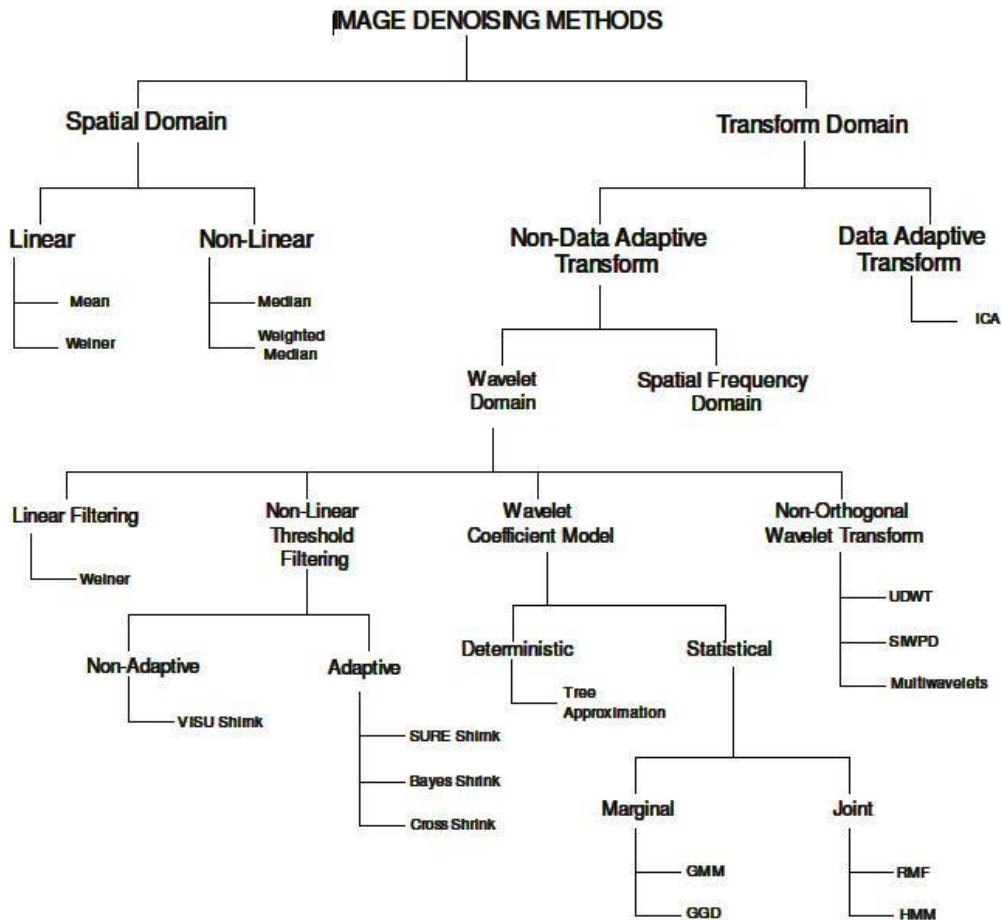 IMAGE DENOISING METHODS
Spatial Domain
Transform Domain
Linear
Non-Linear
Non-Data Adaptive
Transform
Data Adaptive
Transform
Mean
Weiner
Median
Weighted
Median
ICA
Wavelet
Domain
Spatial Frequency
Domain
Linear Filtering
Non-Linear
Threshold
Filtering
Wavelet
Coefficient Model
Non-Orthogonal
Wavelet Transform
Weiner
UDWT
SIWPD
Multiwavelets
Non-Adaptive
Adaptive
Deterministic
Statistical
VISU Shirnk
Tree
Approximation
SURE Shirnk
Bayes Shrink
Cross Shrink
Marginal
Joint
GMM
GGD
RMF
HMM